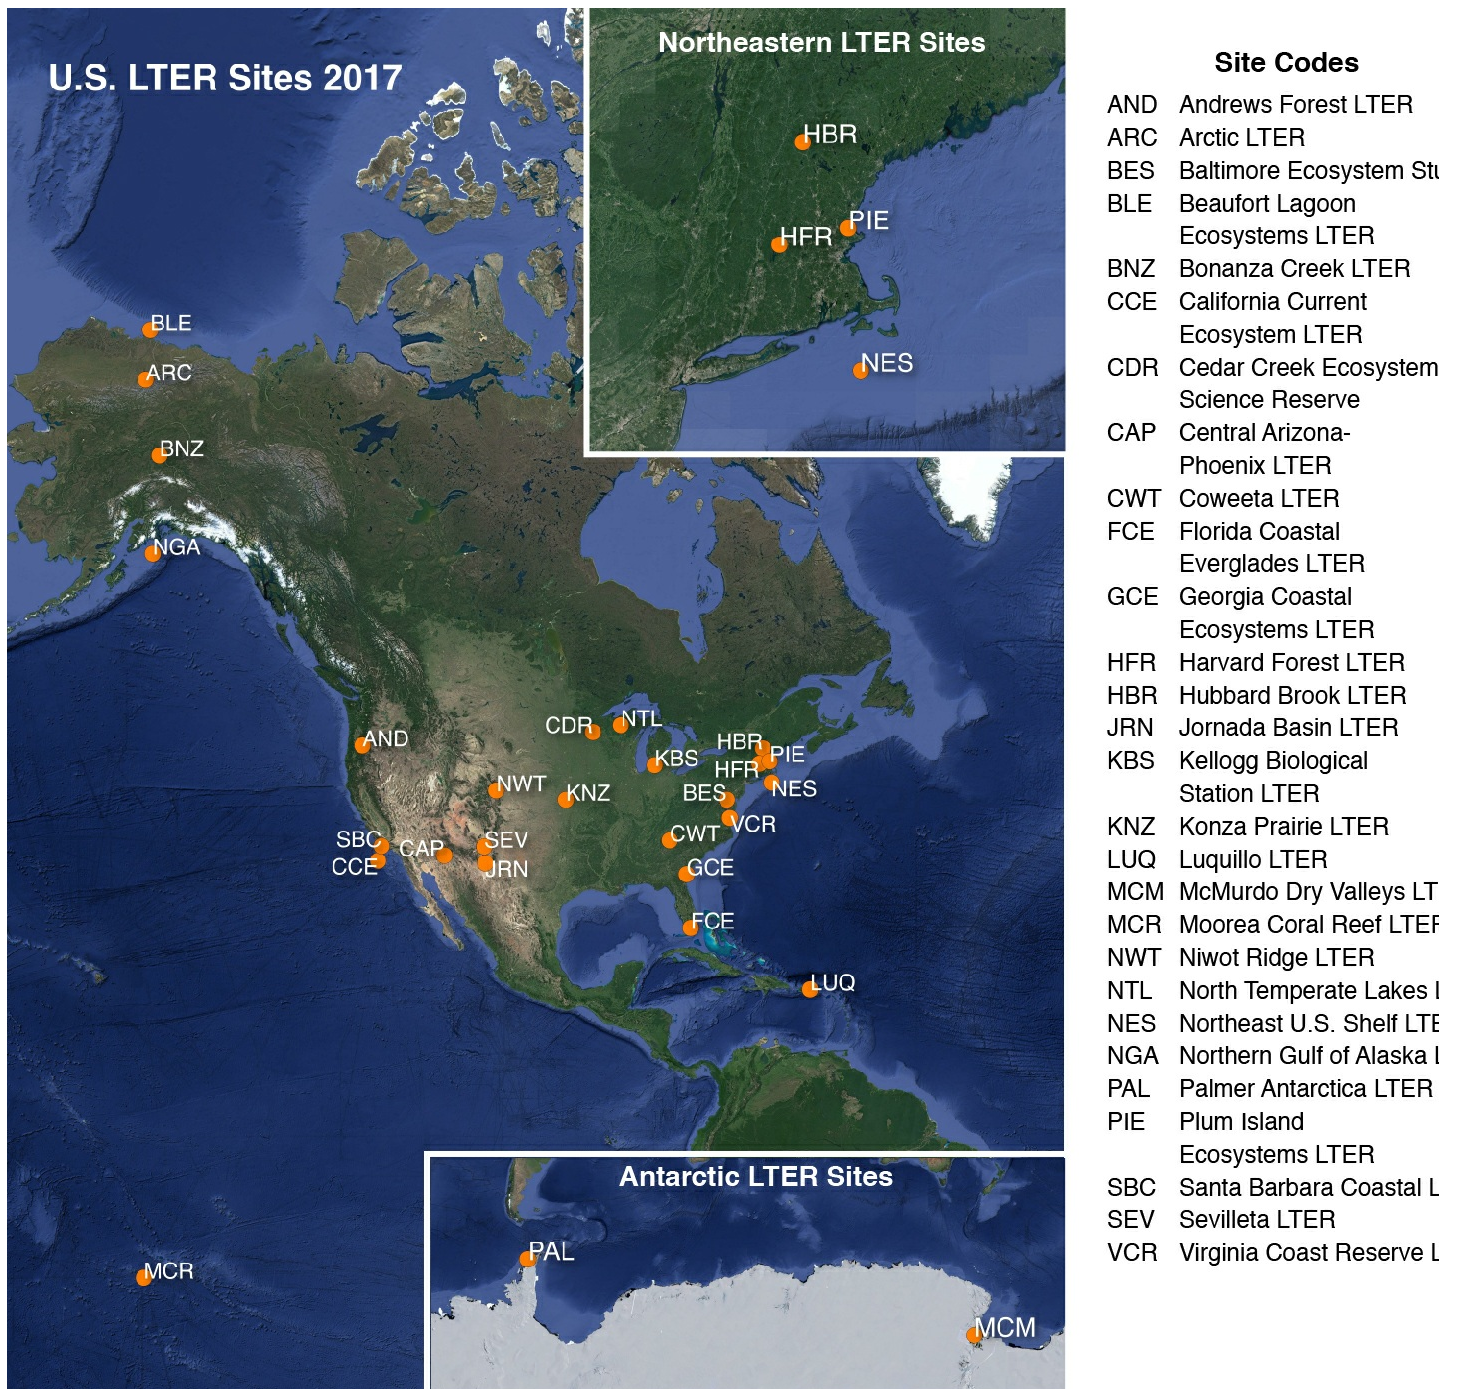 U.S. LTER Sites 2017
Northeastern LTER Sites
HBR
PIE
HFR
NES
BLE
ARC
BNZ
NGA
AND
CDR
NTL
KBS
HBR
PIE
HFR
NES
NWT
KNZ
BES
VCR
SBC
CAP
SEV
CWT
CCE
JRN
GCE
FCE
LUQ
MCR
Antarctic LTER Sites
PAL
MCM
Site Codes
AND Andrews Forest LTER
ARC Arctic LTER
BES Baltimore Ecosystem Stu
BLE Beaufort Lagoon
Ecosystems LTER
BNZ Bonanza Creek LTER
CCE California Current
Ecosystem LTER
CDR Cedar Creek Ecosystem
Science Reserve
CAP Central Arizona-
Phoenix LTER
CWT Coweeta LTER
FCE Florida Coastal
Everglades LTER
GCE Georgia Coastal
Ecosystems LTER
HFR Harvard Forest LTER
HBR Hubbard Brook LTER
JRN Jornada Basin LTER
KBS Kellogg Biological
Station LTER
KNZ Konza Prairie LTER
LUQ Luquillo LTER
MCM McMurdo Dry Valleys LT
MCR Moorea Coral Reef LTER
NWT Niwot Ridge LTER
NTL North Temperate Lakes L
NES Northeast U.S. Shelf LTE
NGA Northern Gulf of Alaska L
PAL Palmer Antarctica LTER
PIE Plum Island
Ecosystems LTER
SBC Santa Barbara Coastal L
SEV Sevilleta LTER
VCR Virginia Coast Reserve L